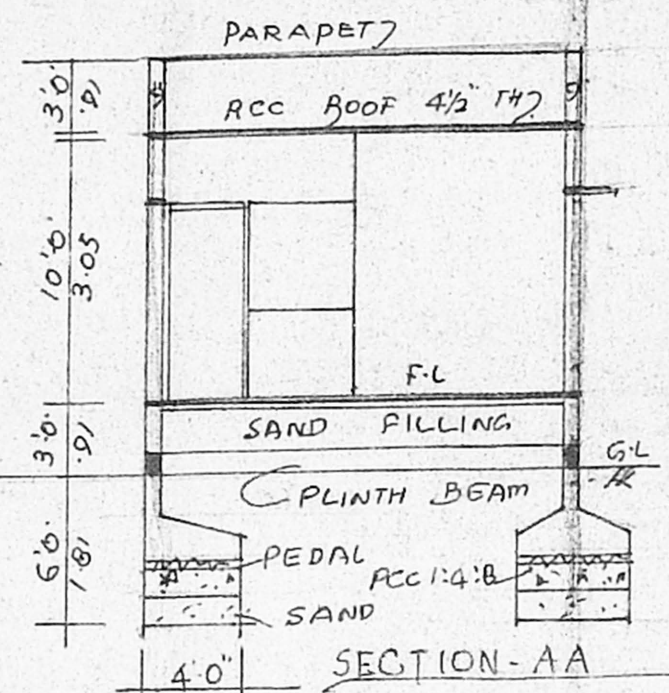 PARAPET
3'0"
.91
9"
RCC ROOF 4½" TH
10'0"
3.05
F.L
3'0"
.91
SAND FILLING
G.L
PLINTH BEAM
6'0"
1.81
PEDAL
PCC 1:4:8
SAND
4'0"
SECTION-AA